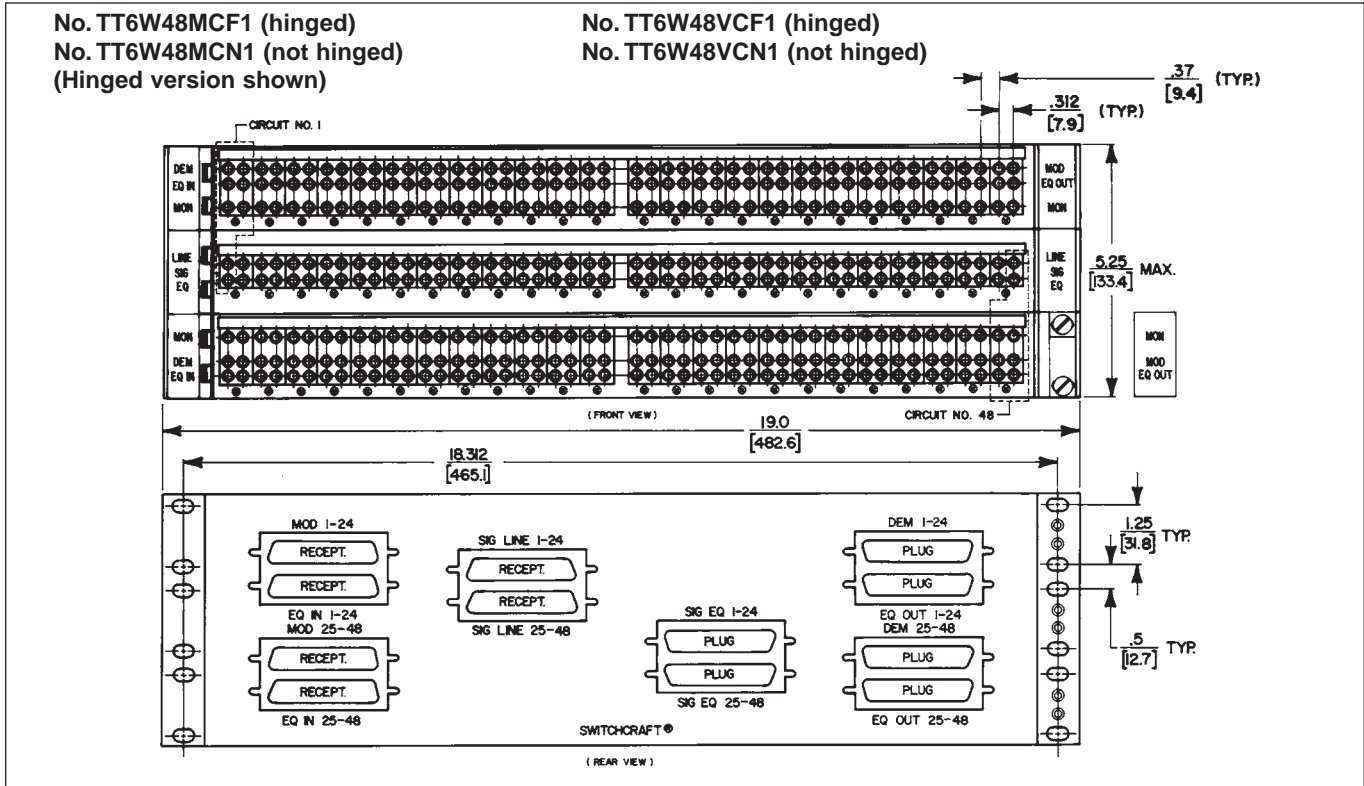 No. TT6W48MCF1 (hinged)
No. TT6W48MCN1 (not hinged)
(Hinged version shown)
No. TT6W48VCF1 (hinged)
No. TT6W48VCN1 (not hinged)
.37
[9.4]
(TYP.)
.312
[7.9]
(TYP.)
CIRCUIT NO. 1
DEM
EQ IN
MON
MOD
EQ OUT
MON
LINE
SIG
EQ
LINE
SIG
EQ
5.25
[133.4]
MAX.
MON
DEM
EQ IN
MON
MOD
EQ OUT
(FRONT VIEW)
CIRCUIT NO. 48
19.0
[482.6]
18.312
[465.1]
MOD 1-24
RECEPT.
RECEPT.
EQ IN 1-24
MOD 25-48
RECEPT.
RECEPT.
EQ IN 25-48
SIG LINE 1-24
RECEPT.
RECEPT.
SIG LINE 25-48
SIG EQ 1-24
PLUG
PLUG
SIG EQ 25-48
DEM 1-24
PLUG
PLUG
EQ OUT 1-24
DEM 25-48
PLUG
PLUG
EQ OUT 25-48
1.25
[31.8]
TYP.
.5
[12.7]
TYP.
SWITCHCRAFT®
(REAR VIEW)